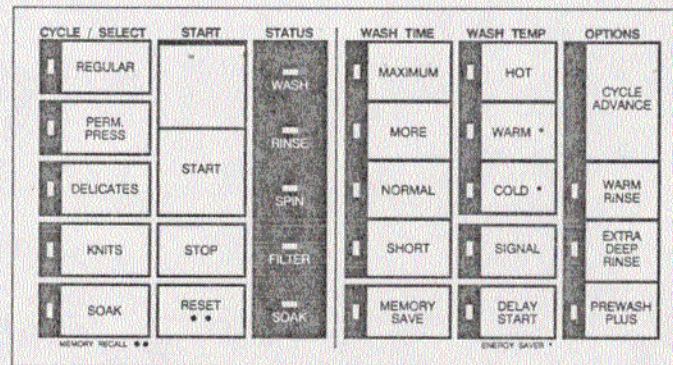 CYCLE / SELECT
START
STATUS
WASH TIME
WASH TEMP
OPTIONS
REGULAR
PERM.
PRESS
DELICATES
KNITS
SOAK
MEMORY RECALL ●●
START
STOP
RESET
● ●
WASH
RINSE
SPIN
FILTER
SOAK
MAXIMUM
MORE
NORMAL
SHORT
MEMORY
SAVE
HOT
WARM •
COLD •
SIGNAL
DELAY
START
ENERGY SAVER •
CYCLE
ADVANCE
WARM
RINSE
EXTRA
DEEP
RINSE
PREWASH
PLUS